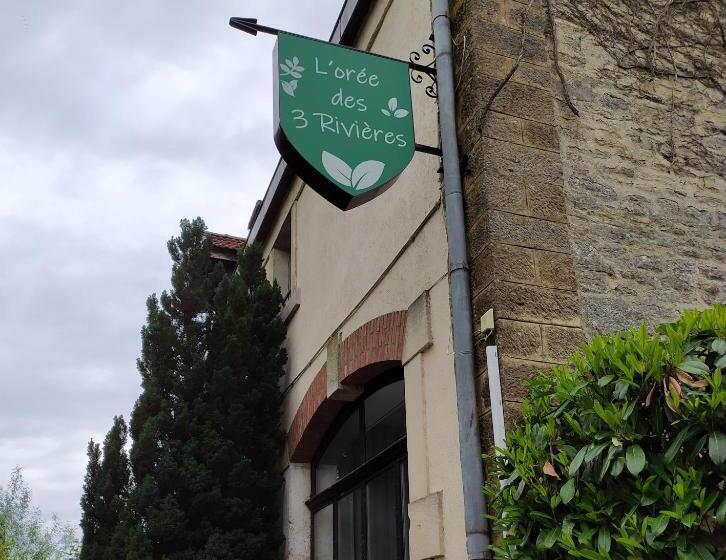 L'orée
des
3 Rivières